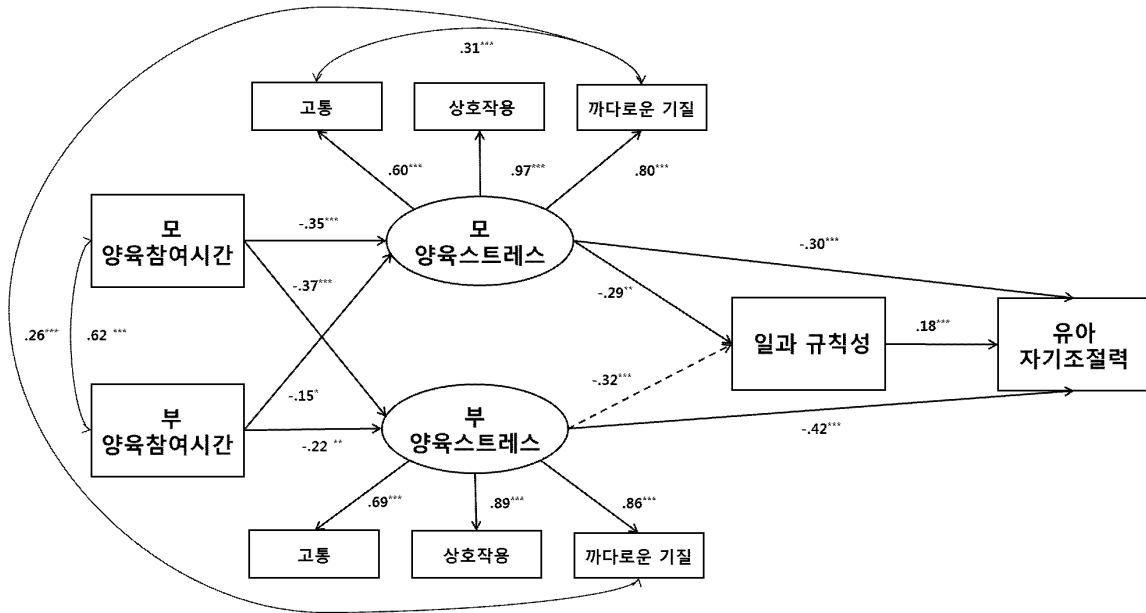 .31***
고통
상호작용
까다로운 기질
.60***
.97***
.80***
모
양육참여시간
-.35***
모
양육스트레스
-.30***
-.37***
-.29**
.26***
.62 ***
일과 규칙성
.18***
유아
자기조절력
-.32***
부
양육참여시간
-.15*
-.22 **
부
양육스트레스
-.42***
.69***
.89***
.86***
고통
상호작용
까다로운 기질